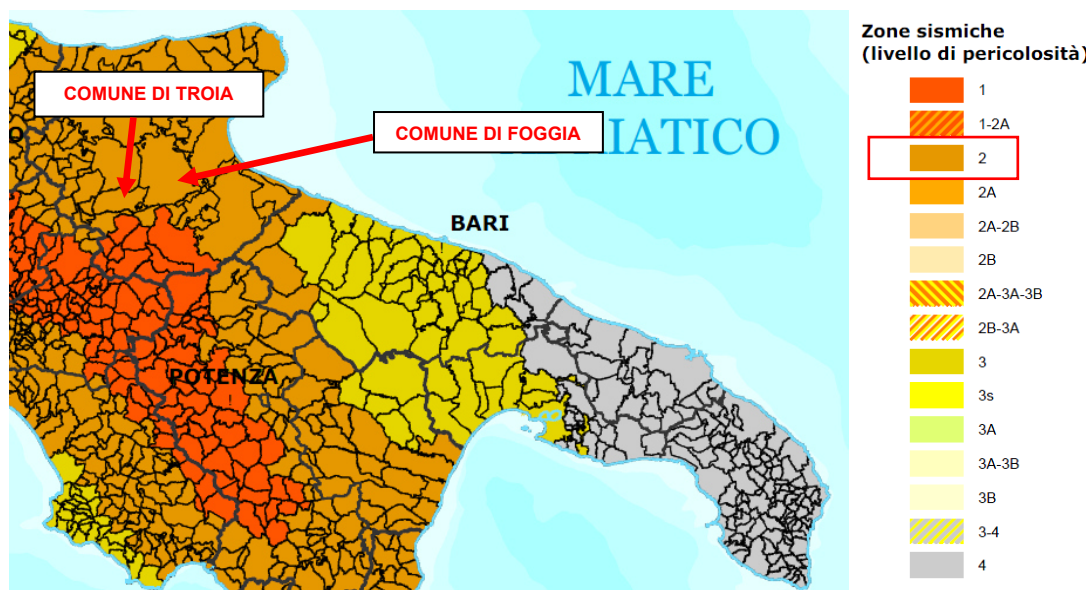 Zone sismiche
(livello di pericolosità)
MARE
IATICO
COMUNE DI TROIA
COMUNE DI FOGGIA
BARI
POTENZA
O
1
1-2A
2
2A
2A-2B
2B
2A-3A-3B
2B-3A
3
3s
3A
3A-3B
3B
3-4
4